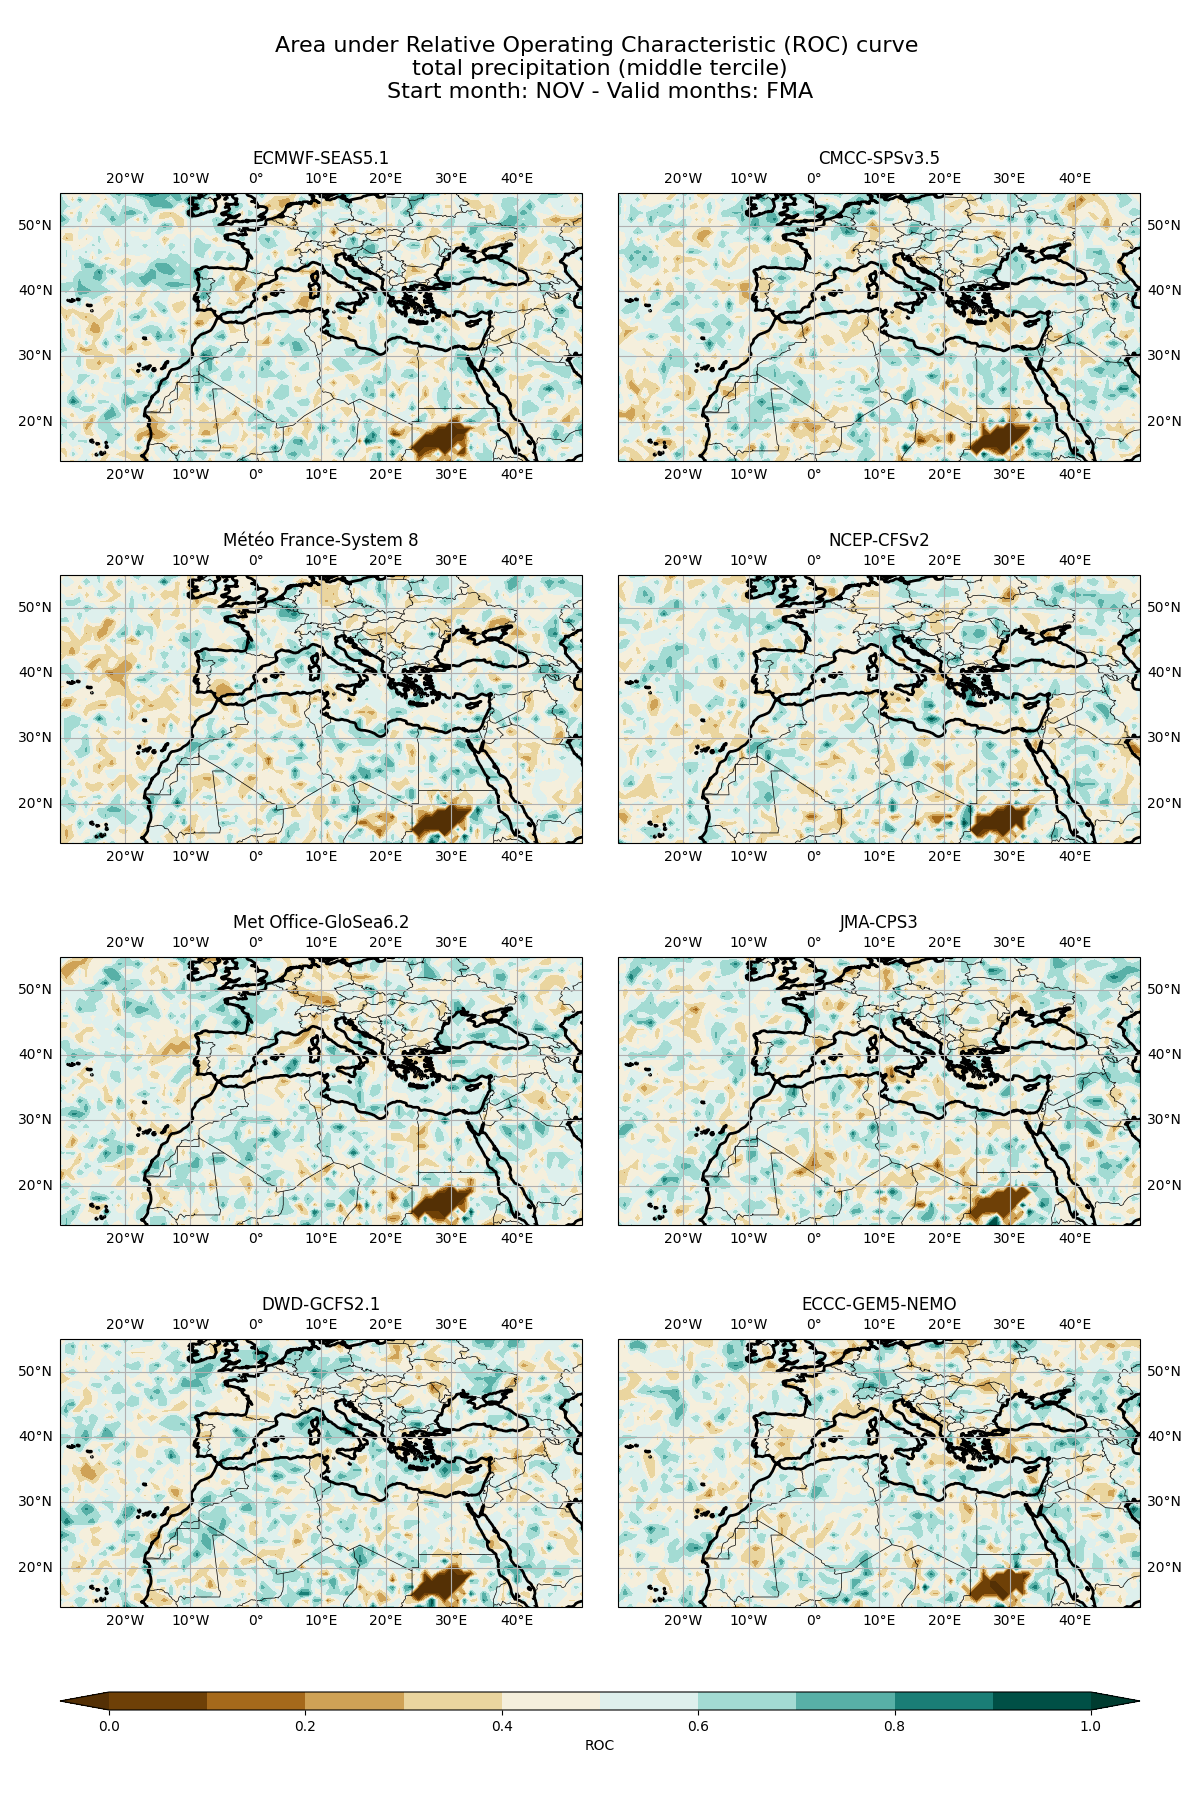 Area under Relative Operating Characteristic (ROC) curve
total precipitation (middle tercile)
Start month: NOV - Valid months: FMA
ECMWF-SEAS5.1
20°W 10°W 0° 10°E 20°E 30°E 40°E
50°N
40°N
30°N
20°N
20°W 10°W 0° 10°E 20°E 30°E 40°E
CMCC-SPSv3.5
20°W 10°W 0° 10°E 20°E 30°E 40°E
50°N
40°N
30°N
20°N
20°W 10°W 0° 10°E 20°E 30°E 40°E
Météo France-System 8
20°W 10°W 0° 10°E 20°E 30°E 40°E
50°N
40°N
30°N
20°N
20°W 10°W 0° 10°E 20°E 30°E 40°E
NCEP-CFSv2
20°W 10°W 0° 10°E 20°E 30°E 40°E
50°N
40°N
30°N
20°N
20°W 10°W 0° 10°E 20°E 30°E 40°E
Met Office-GloSea6.2
20°W 10°W 0° 10°E 20°E 30°E 40°E
50°N
40°N
30°N
20°N
20°W 10°W 0° 10°E 20°E 30°E 40°E
JMA-CPS3
20°W 10°W 0° 10°E 20°E 30°E 40°E
50°N
40°N
30°N
20°N
20°W 10°W 0° 10°E 20°E 30°E 40°E
DWD-GCFS2.1
20°W 10°W 0° 10°E 20°E 30°E 40°E
50°N
40°N
30°N
20°N
20°W 10°W 0° 10°E 20°E 30°E 40°E
ECCC-GEM5-NEMO
20°W 10°W 0° 10°E 20°E 30°E 40°E
50°N
40°N
30°N
20°N
20°W 10°W 0° 10°E 20°E 30°E 40°E
0.0 0.2 0.4 0.6 0.8 1.0
ROC